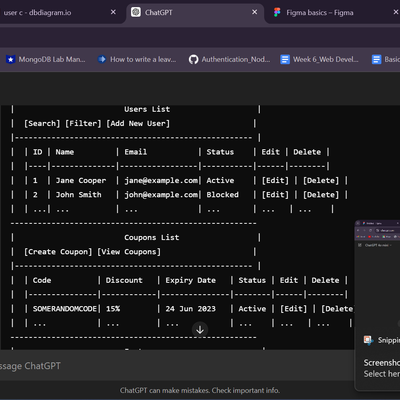 user c - dbdiagram.io
ChatGPT
Figma basics – Figma
MongoDB Lab Man...
How to write a leav...
Authentication_Nod...
Week 6_Web Devel...
Basic
| Users List |
| [Search] [Filter] [Add New User] |
|---------------------------------------------------- |
| | ID | Name | Email | Status | Edit | Delete |
| |----|--------------|-----------------|-----------|------|--------|
| | 1 | Jane Cooper | jane@example.com| Active | [Edit] | [Delete] |
| | 2 | John Smith | john@example.com| Blocked | [Edit] | [Delete] |
| | ...| ... | ... | ... | ... | ... |
-----------------------------------------------------
| Coupons List |
| [Create Coupon] [View Coupons] |
|---------------------------------------------------- |
| | Code | Discount | Expiry Date | Status | Edit | Delete |
| |--------------|----------|---------------|--------|------|--------
| | SOMERANDOMCODE| 15% | 24 Jun 2023 | Active | [Edit] | [Delete
| | ... | ... | ... | ... | ... | ... |
-----------------------------------------------------
Snippin
Screensho
Select her
ssage ChatGPT
ChatGPT can make mistakes. Check important info.